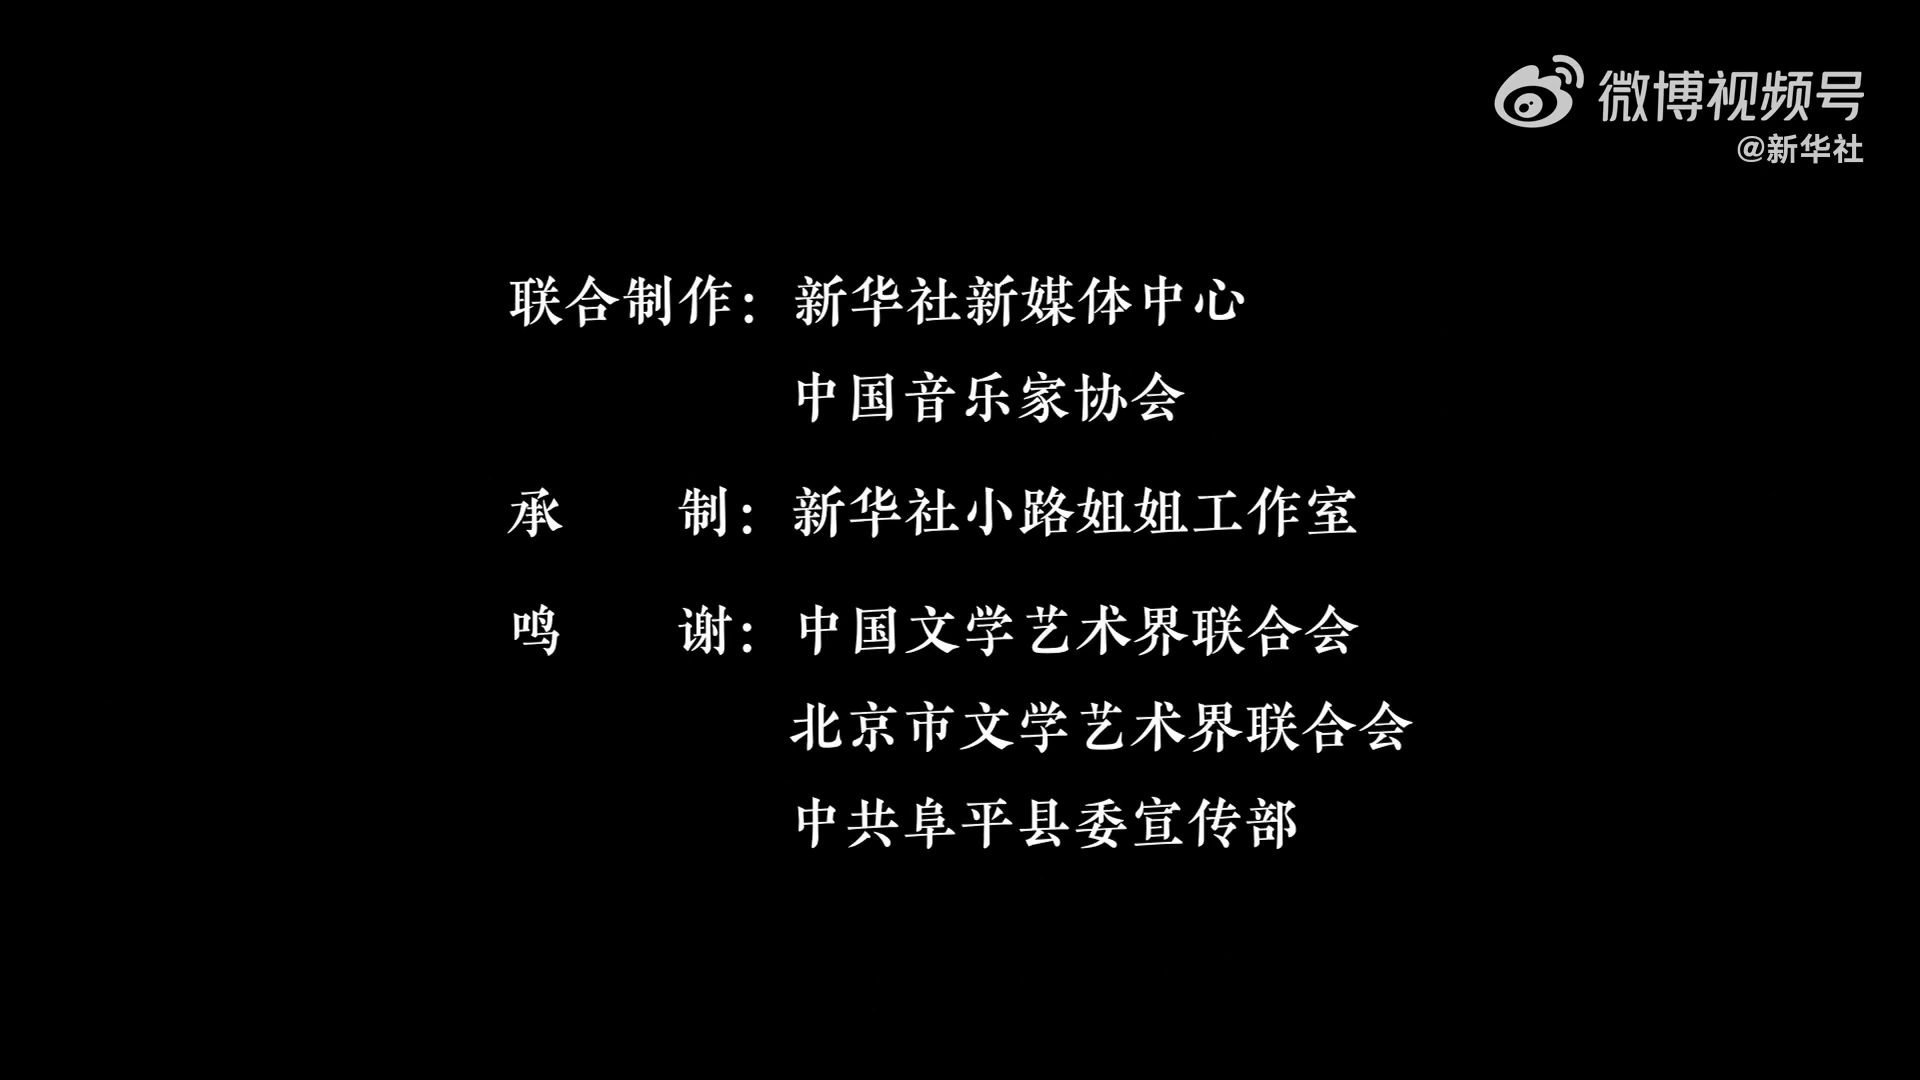 微博视频号
@新华社
联合制作：新华社新媒体中心
中国音乐家协会
承 制：新华社小路姐姐工作室
鸣 谢：中国文学艺术界联合会
北京市文学艺术界联合会
中共阜平县委宣传部